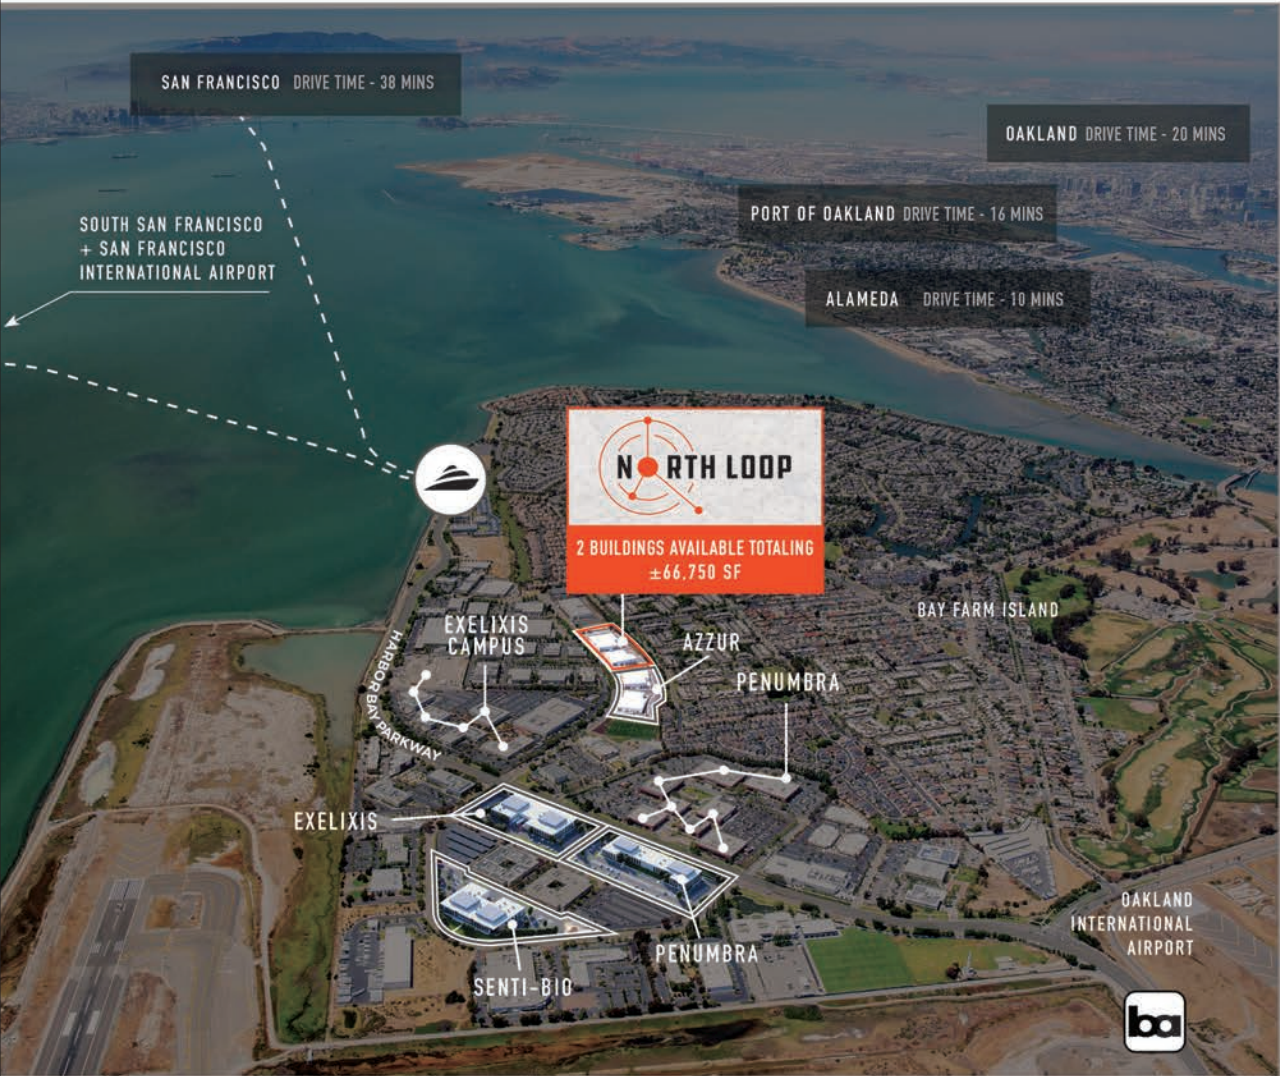 SAN FRANCISCO DRIVE TIME - 38 MINS
OAKLAND DRIVE TIME - 20 MINS
PORT OF OAKLAND DRIVE TIME - 16 MINS
SOUTH SAN FRANCISCO
+ SAN FRANCISCO
INTERNATIONAL AIRPORT
ALAMEDA DRIVE TIME - 10 MINS
NORTH LOOP
2 BUILDINGS AVAILABLE TOTALING
±66,750 SF
BAY FARM ISLAND
EXELIXIS
CAMPUS
AZZUR
PENUMBRA
HARBOR BAY PARKWAY
EXELIXIS
PENUMBRA
SENTI-BIO
OAKLAND
INTERNATIONAL
AIRPORT
ba